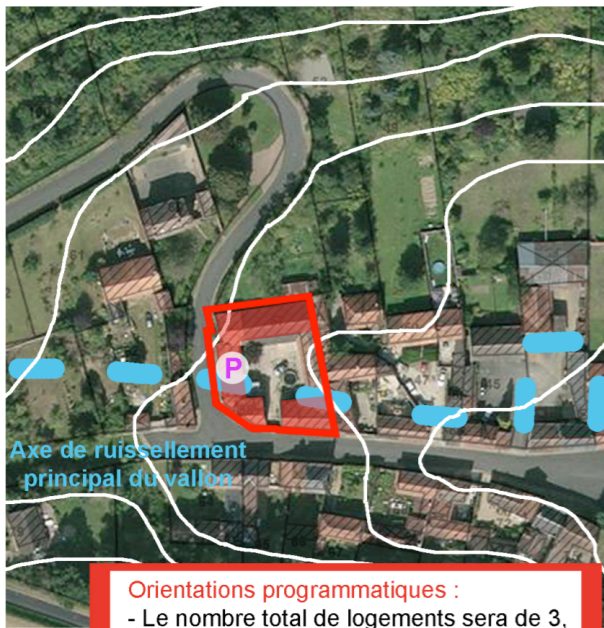 P
Axe de ruissellement
principal du vallon
Orientations programmatiques :
- Le nombre total de logements sera de 3,